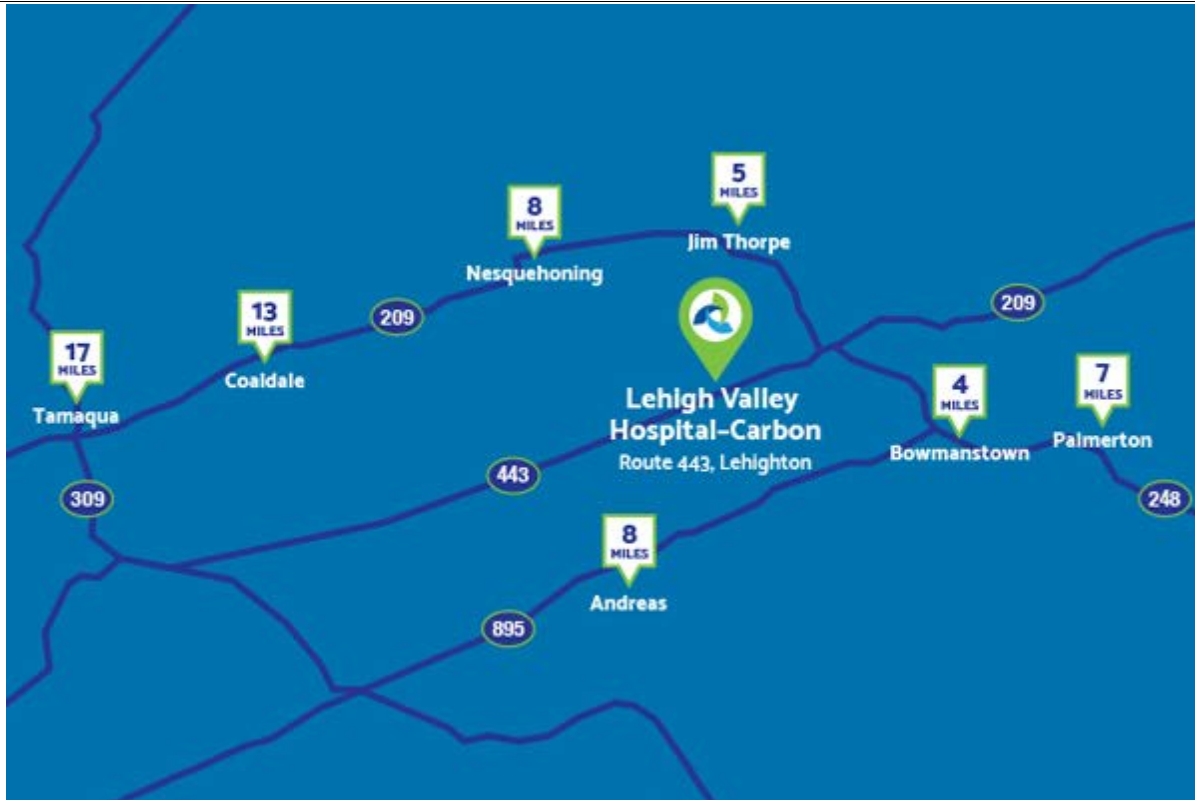 5
MILES
Jim Thorpe
8
MILES
Nesquehoning
13
MILES
Coaldale
209
209
17
MILES
Tamaqua
Lehigh Valley
Hospital-Carbon
Route 443, Lehighton
4
MILES
Bowmanstown
7
MILES
Palmerton
443
309
248
8
MILES
Andreas
895